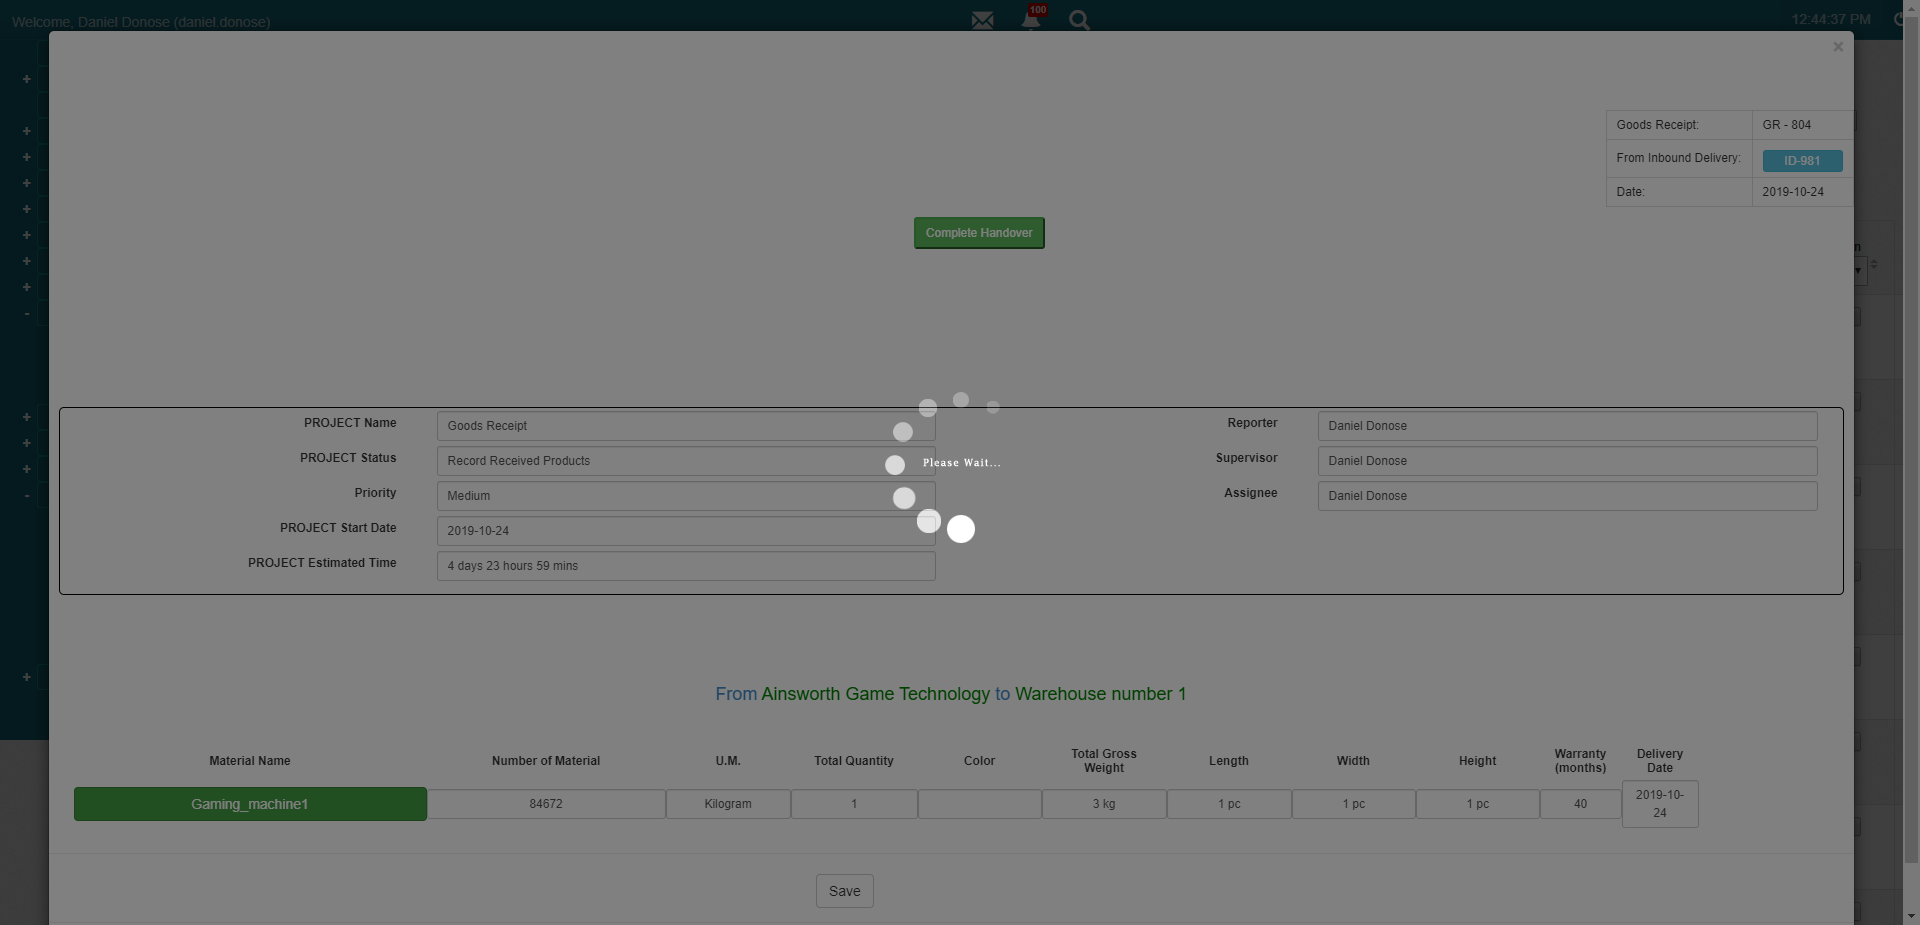 Welcome, Daniel Donose (daniel.donose)
100
12:44:37 PM
×
Goods Receipt: GR - 804
From Inbound Delivery: ID-981
Date: 2019-10-24
Complete Handover
PROJECT Name Goods Receipt Reporter Daniel Donose
PROJECT Status Record Received Products Supervisor Daniel Donose
Please Wait...
Priority Medium Assignee Daniel Donose
PROJECT Start Date 2019-10-24
PROJECT Estimated Time 4 days 23 hours 59 mins
From Ainsworth Game Technology to Warehouse number 1
Material Name Number of Material U.M. Total Quantity Color Total Gross Weight Length Width Height Warranty (months) Delivery Date
Gaming_machine1 84672 Kilogram 1 3 kg 1 pc 1 pc 1 pc 40 2019-10-24
Save